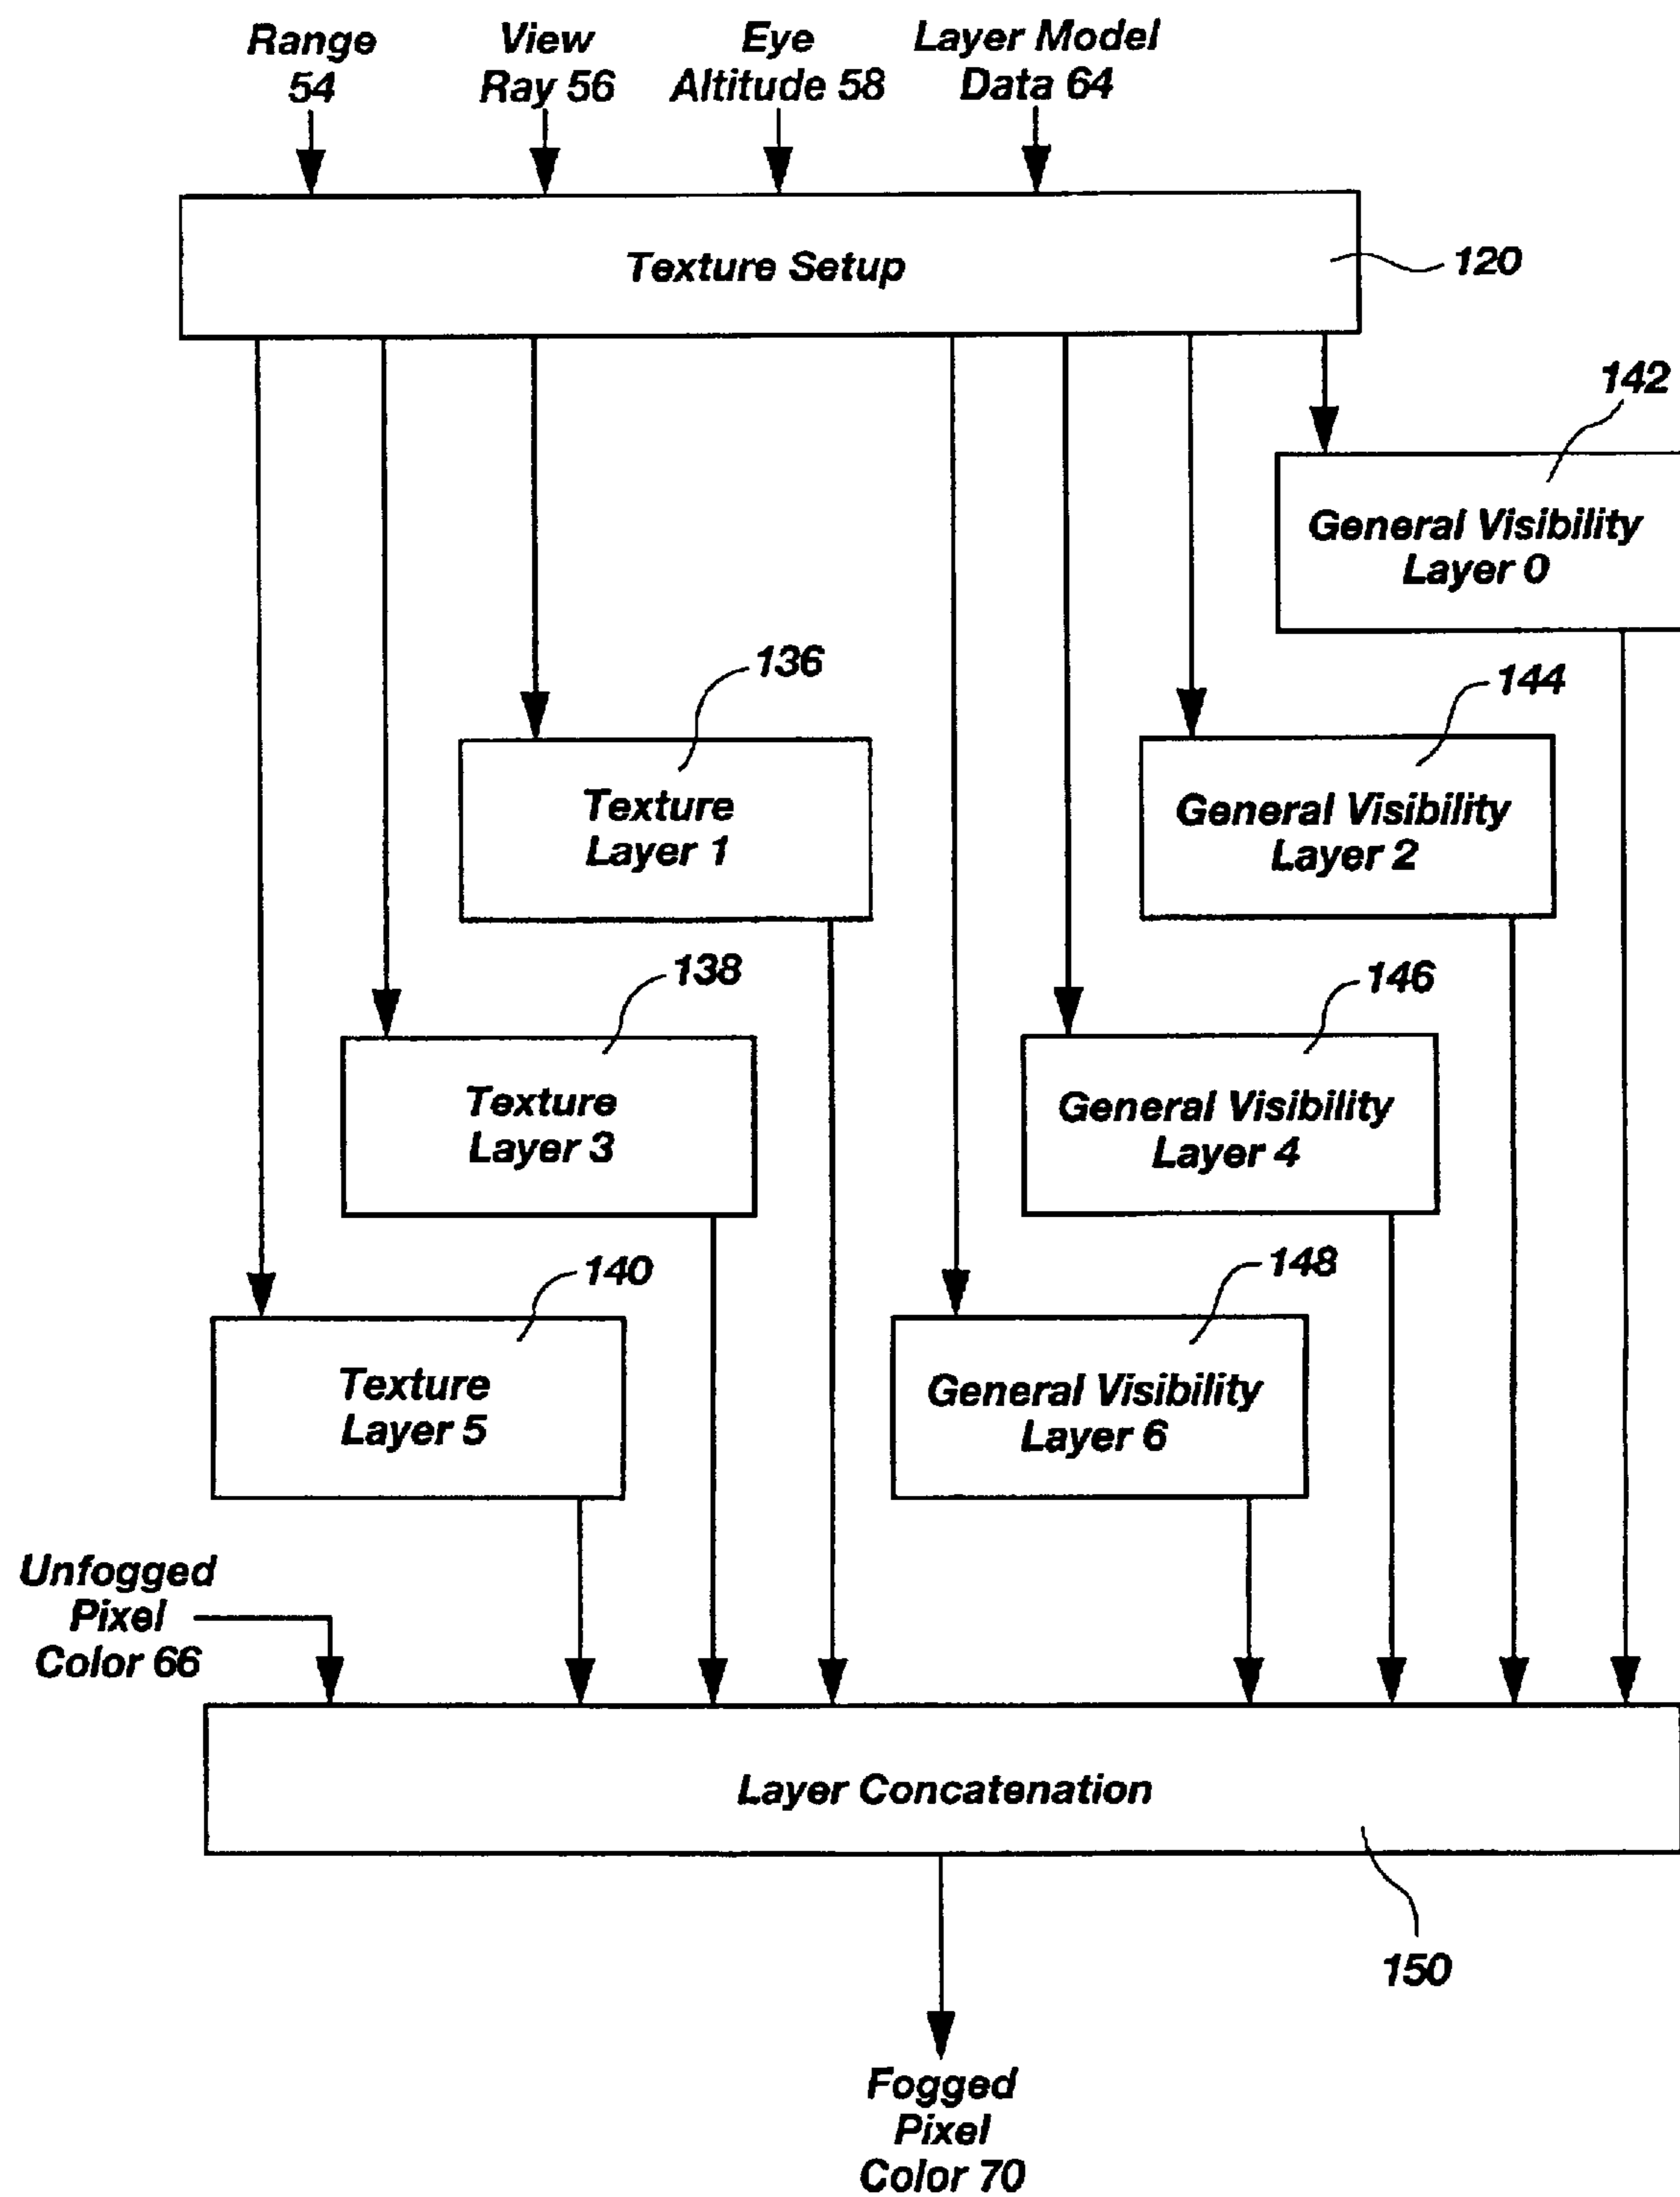 Range
54
View
Ray 56
Eye
Altitude 58
Layer Model
Data 64
Texture Setup
120
142
General Visibility
Layer 0
136
144
Texture
Layer 1
General Visibility
Layer 2
138
146
Texture
Layer 3
General Visibility
Layer 4
140
148
Texture
Layer 5
General Visibility
Layer 6
Unfogged
Pixel
Color 66
Layer Concatenation
150
Fogged
Pixel
Color 70